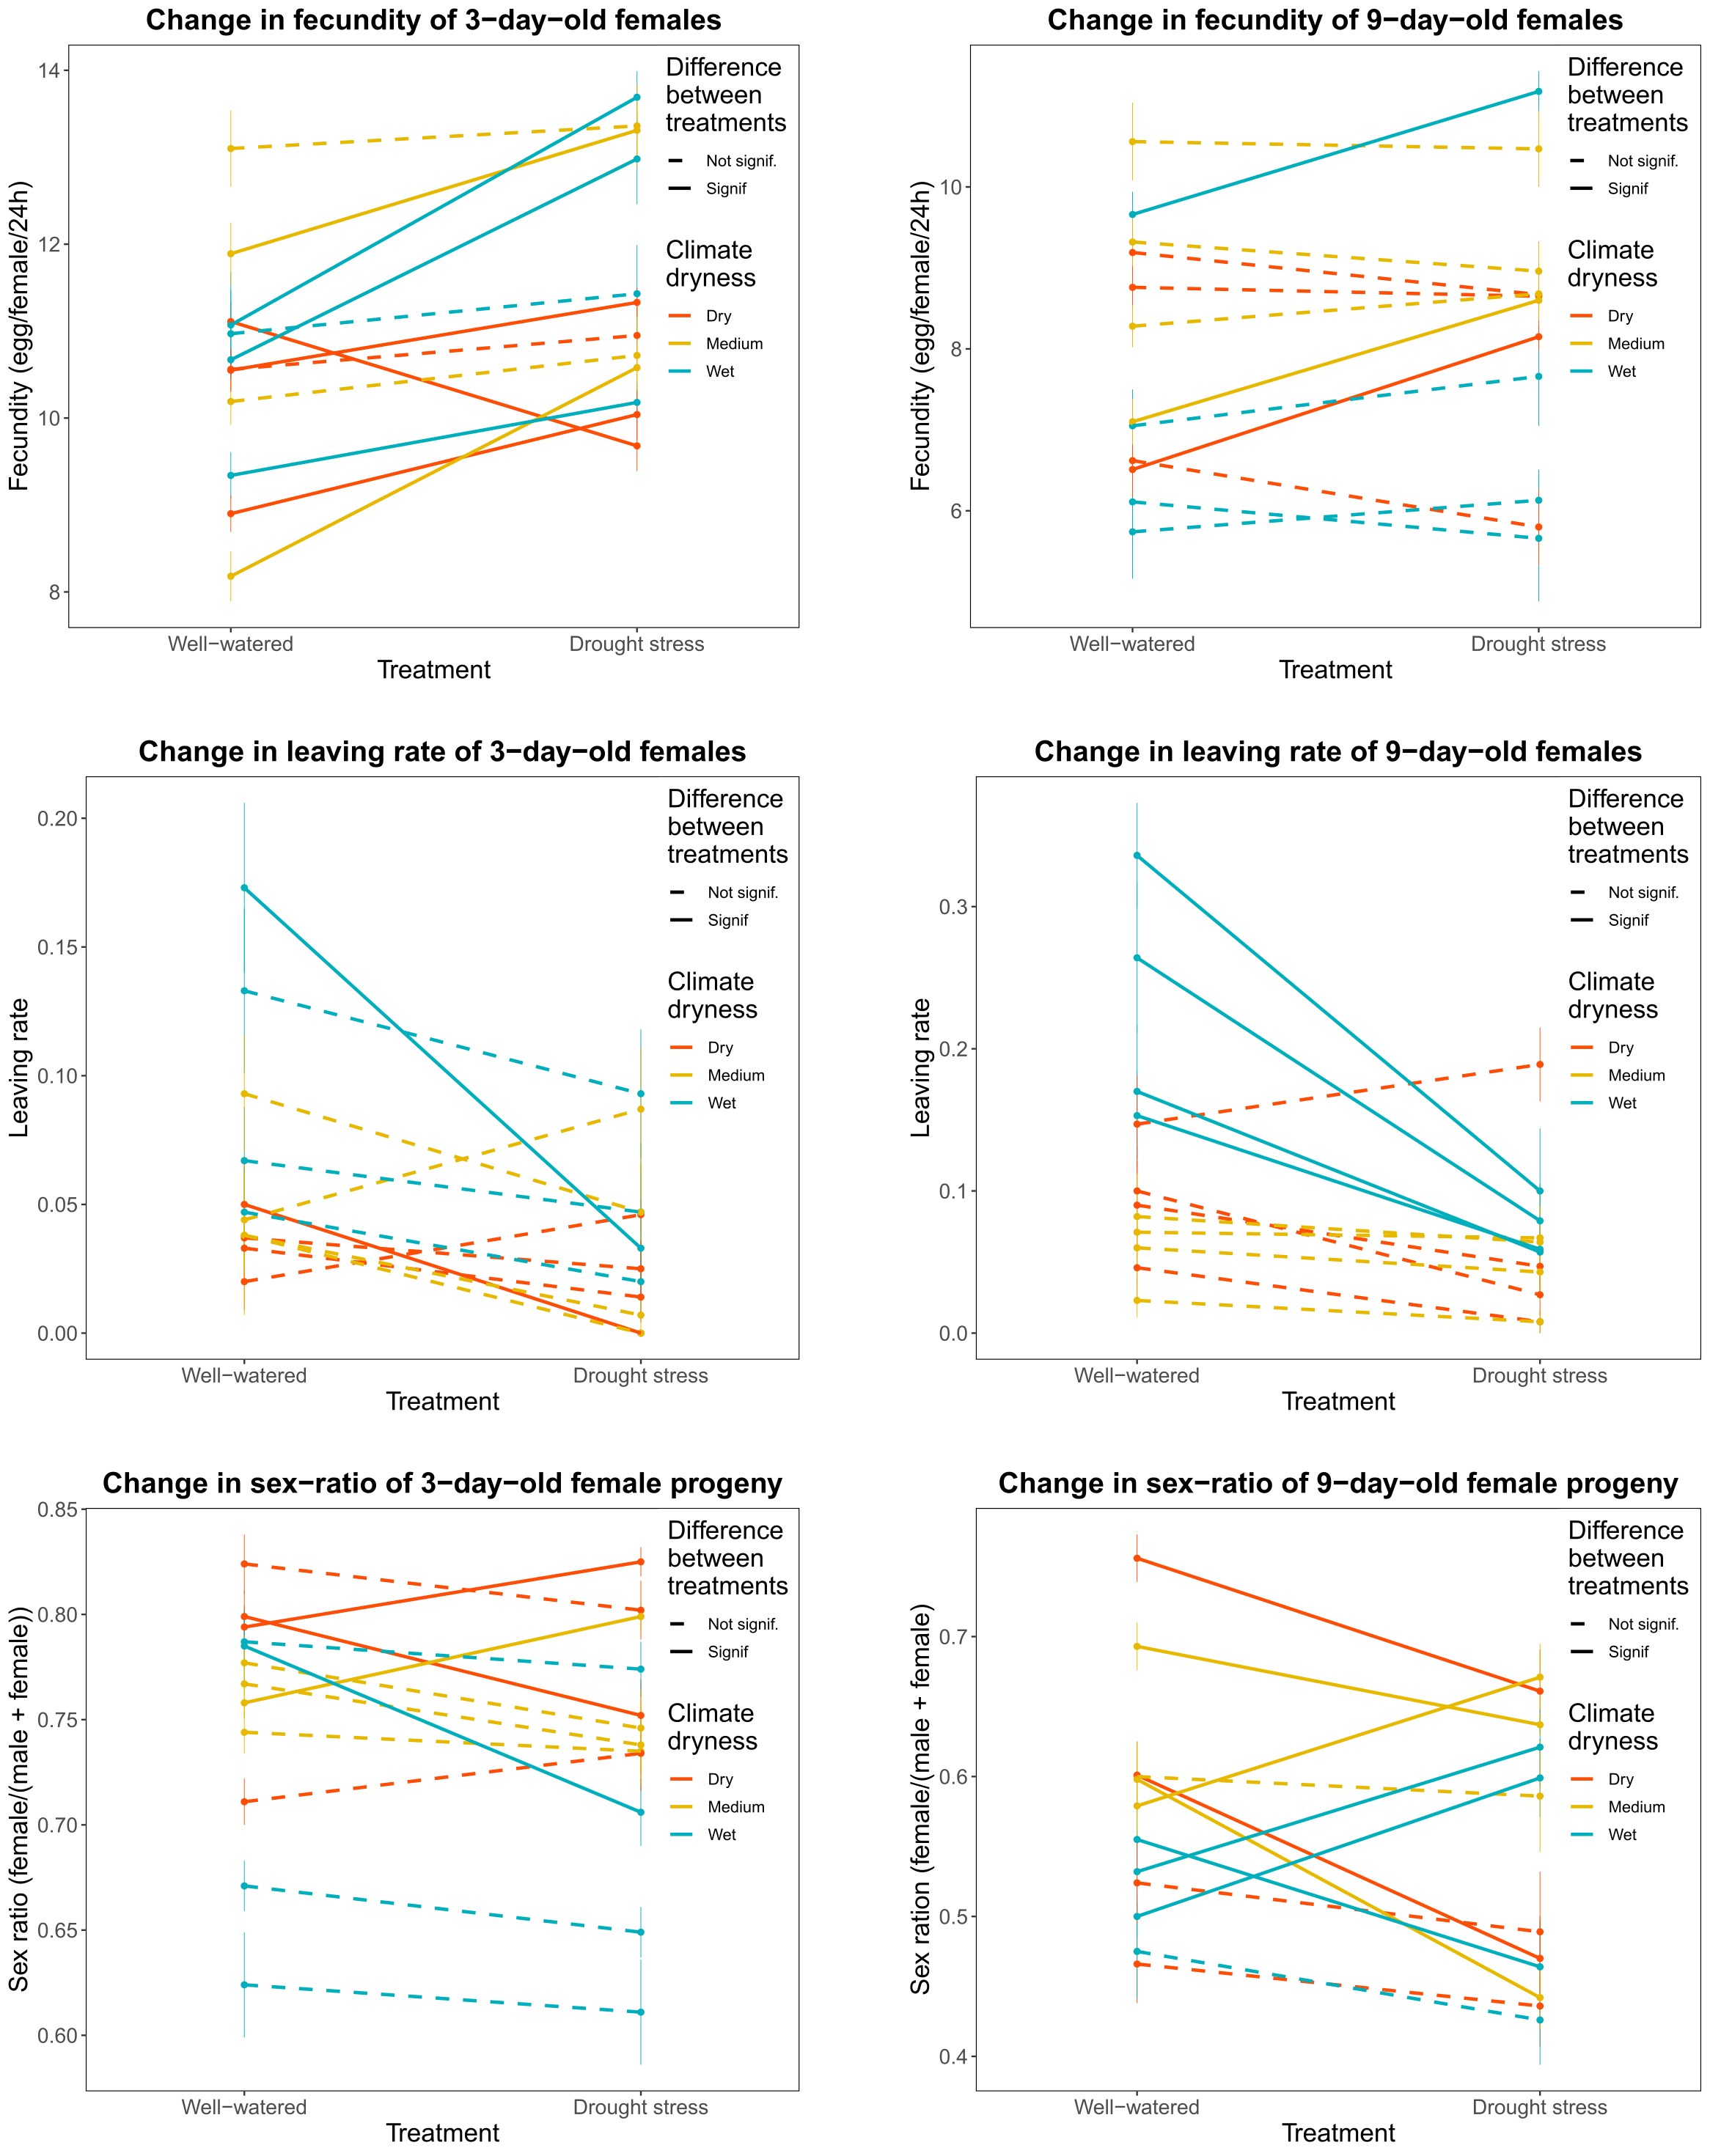 Change in fecundity of 3−day−old females
Fecundity (egg/female/24h)
14
12
10
8
Well−watered
Drought stress
Treatment
Difference
between
treatments
Not signif.
Signif
Climate
dryness
Dry
Medium
Wet
Change in fecundity of 9−day−old females
Fecundity (egg/female/24h)
10
8
6
Well−watered
Drought stress
Treatment
Difference
between
treatments
Not signif.
Signif
Climate
dryness
Dry
Medium
Wet
Change in leaving rate of 3−day−old females
Leaving rate
0.20
0.15
0.10
0.05
0.00
Well−watered
Drought stress
Treatment
Difference
between
treatments
Not signif.
Signif
Climate
dryness
Dry
Medium
Wet
Change in leaving rate of 9−day−old females
Leaving rate
0.3
0.2
0.1
0.0
Well−watered
Drought stress
Treatment
Difference
between
treatments
Not signif.
Signif
Climate
dryness
Dry
Medium
Wet
Change in sex−ratio of 3−day−old female progeny
Sex ratio (female/(male + female))
0.85
0.80
0.75
0.70
0.65
0.60
Well−watered
Drought stress
Treatment
Difference
between
treatments
Not signif.
Signif
Climate
dryness
Dry
Medium
Wet
Change in sex−ratio of 9−day−old female progeny
Sex ration (female/(male + female)
0.7
0.6
0.5
0.4
Well−watered
Drought stress
Treatment
Difference
between
treatments
Not signif.
Signif
Climate
dryness
Dry
Medium
Wet